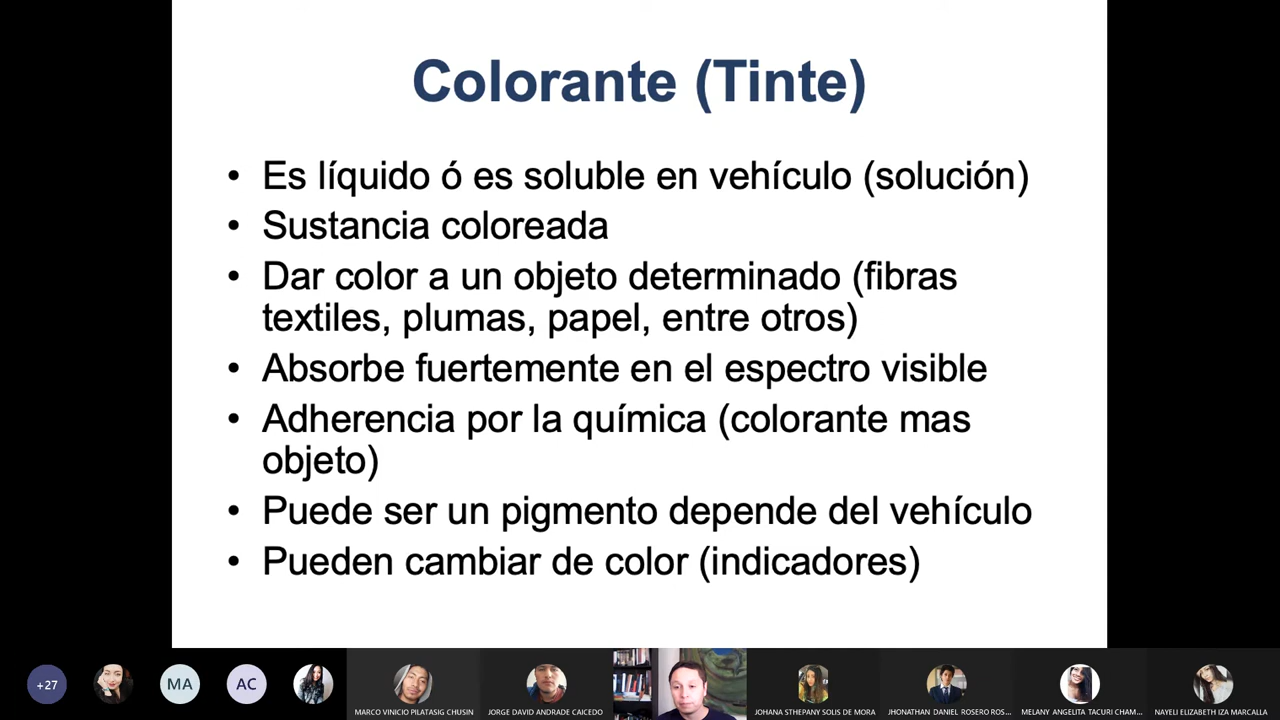 Colorante (Tinte)
• Es líquido ó es soluble en vehículo (solución)
• Sustancia coloreada
• Dar color a un objeto determinado (fibras
textiles, plumas, papel, entre otros)
• Absorbe fuertemente en el espectro visible
• Adherencia por la química (colorante mas
objeto)
• Puede ser un pigmento depende del vehículo
• Pueden cambiar de color (indicadores)
+27
MA
AC
MARCO VINICIO PILATASIG CHUSIN
JORGE DAVID ANDRADE CAICEDO
JOHANA STHEPANY SOLIS DE MORA
JHONATHAN DANIEL ROSERO ROS...
MELANY ANGELITA TACURI CHAM...
NAYELI ELIZABETH IZA MARCALLA